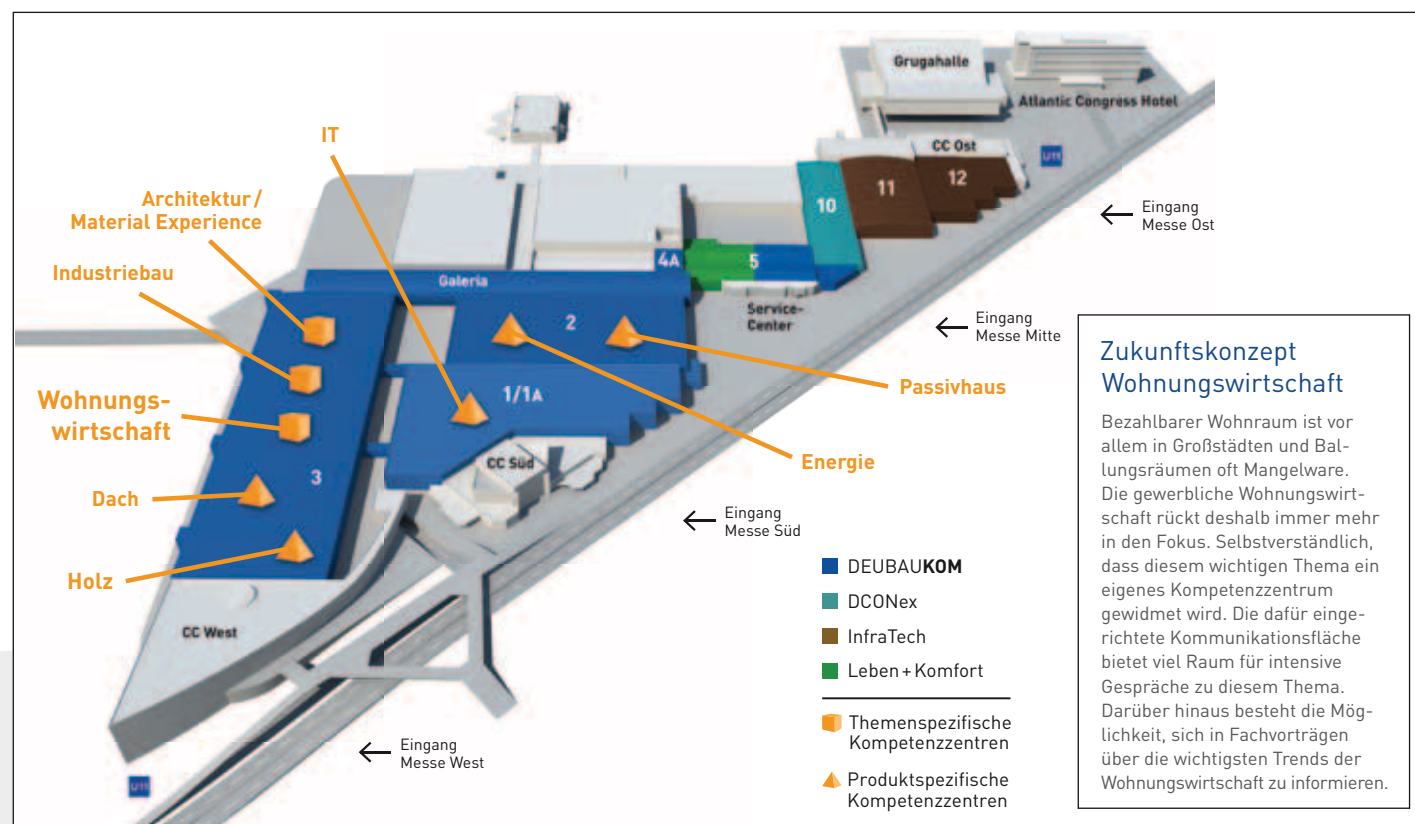 Grugahalle
Atlantic Congress Hotel
IT
CC Ost
U11
Architektur/
Material Experience
11
12
10
Eingang
Messe Ost
Industriebau
4A
5
Galeria
Service-
Center
2
Eingang
Messe Mitte
Passivhaus
1/1A
Wohnungs-
wirtschaft
Energie
CC Süd
3
Dach
Eingang
Messe Süd
Holz
CC West
Eingang
Messe West
U11
DEUBAUKOM
DCONex
InfraTech
Leben+Komfort
Themenspezifische
Kompetenzzentren
Produktspezifische
Kompetenzzentren
Zukunftskonzept
Wohnungswirtschaft
Bezahlbarer Wohnraum ist vor
allem in Großstädten und Bal-
lungsräumen oft Mangelware.
Die gewerbliche Wohnungswirt-
schaft rückt deshalb immer mehr
in den Fokus. Selbstverständlich,
dass diesem wichtigen Thema ein
eigenes Kompetenzzentrum
gewidmet wird. Die dafür einge-
richtete Kommunikationsfläche
bietet viel Raum für intensive
Gespräche zu diesem Thema.
Darüber hinaus besteht die Mög-
lichkeit, sich in Fachvorträgen
über die wichtigsten Trends der
Wohnungswirtschaft zu informieren.